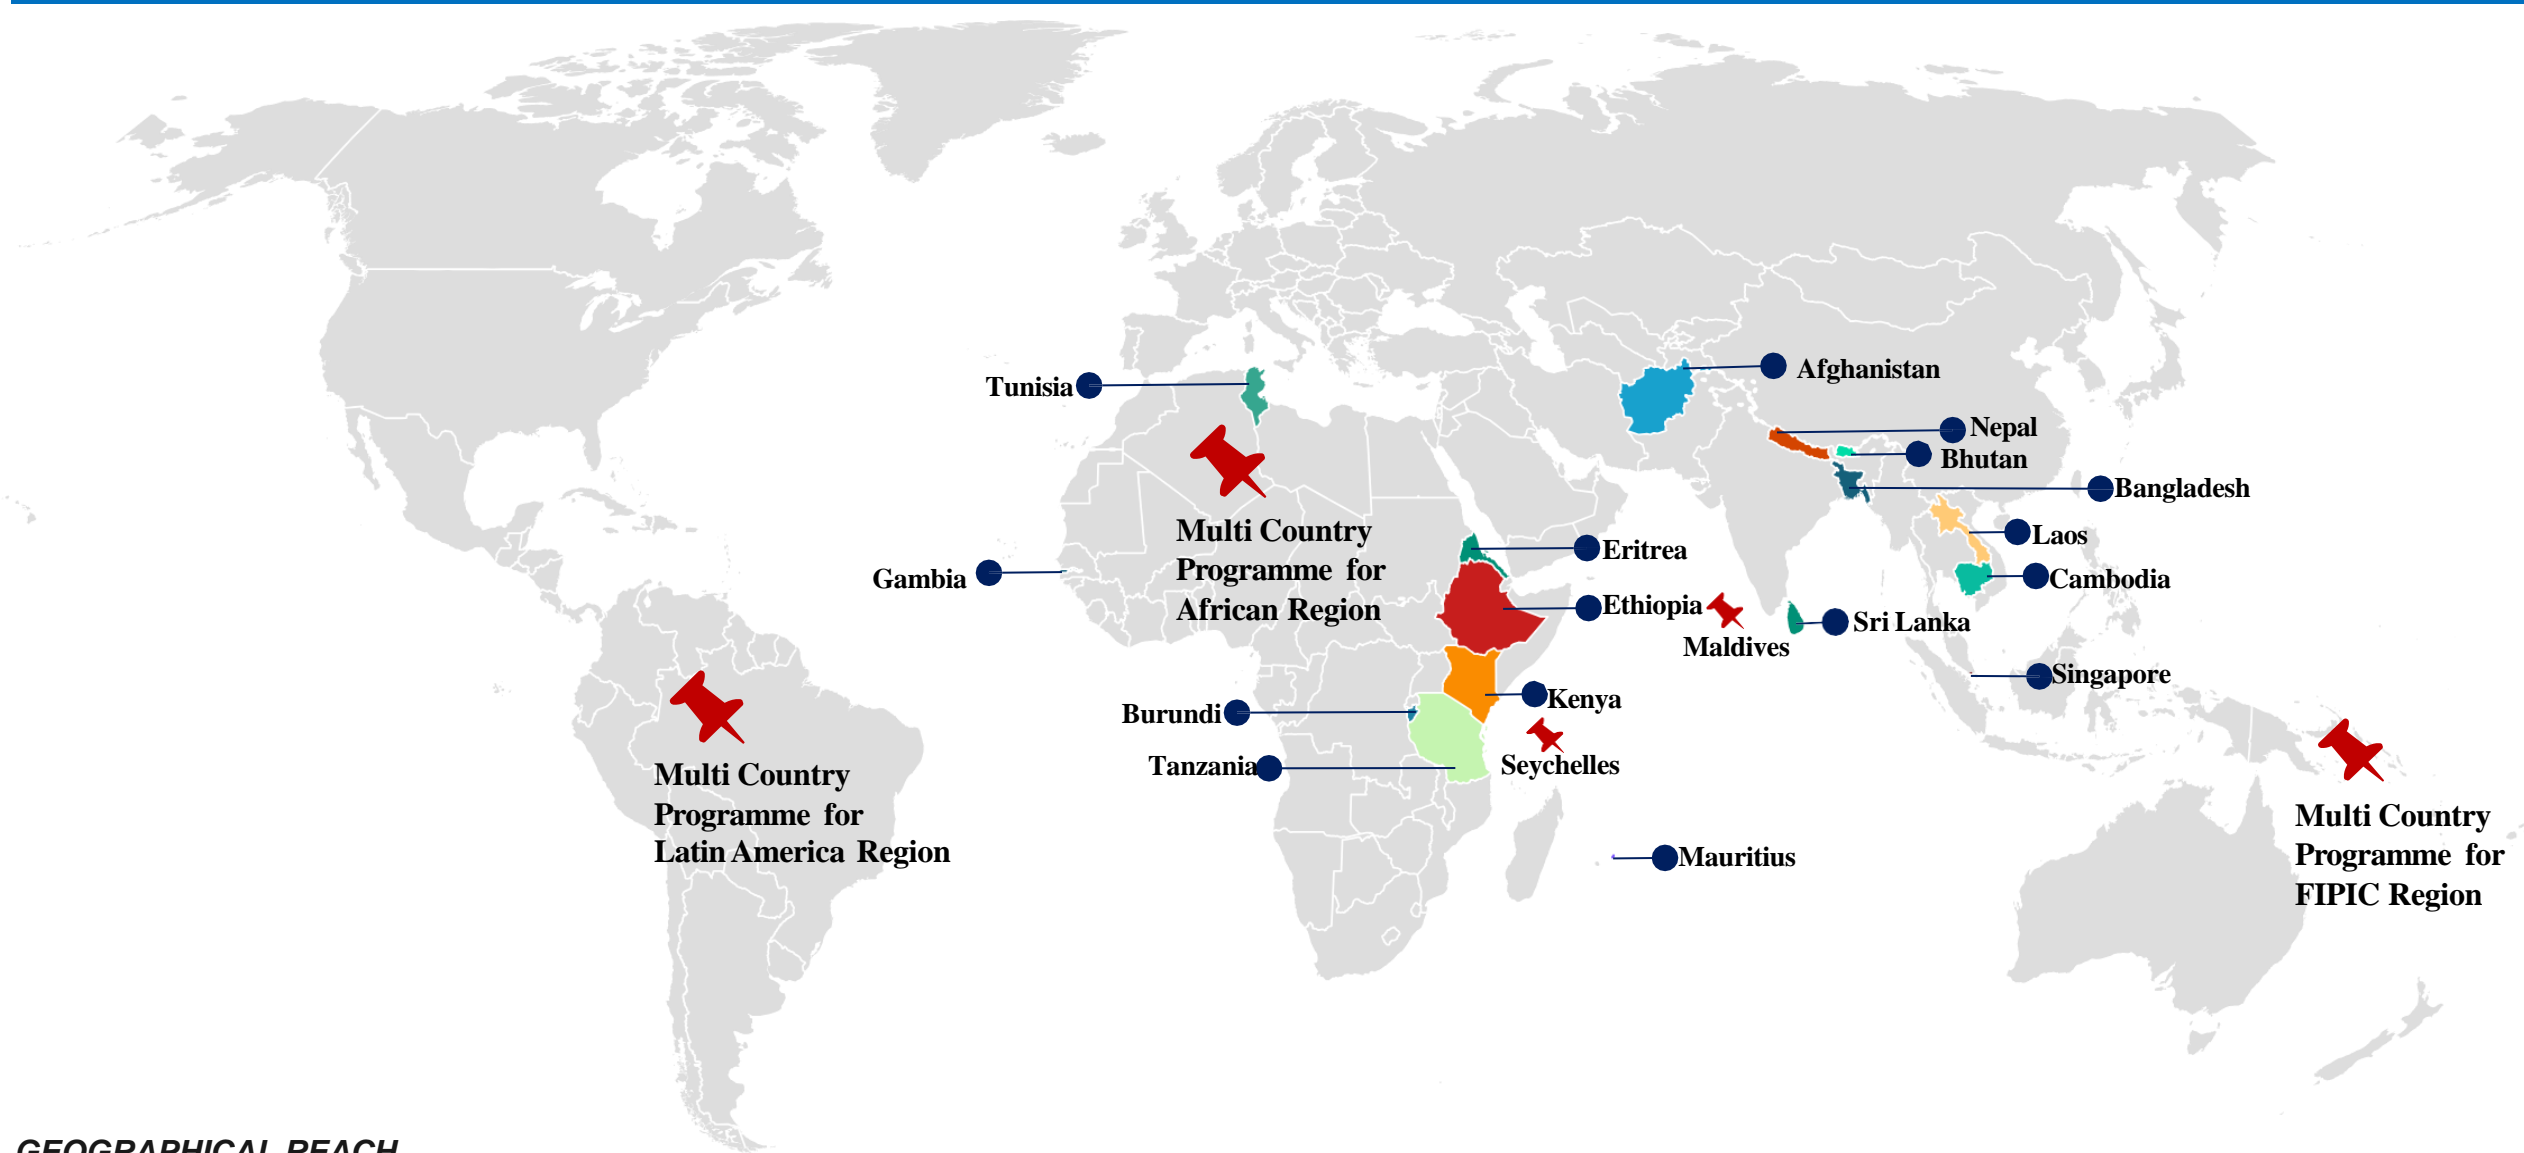 Afghanistan
Tunisia
Nepal
Bhutan
Bangladesh
Multi Country
Programme for
African Region
Laos
Eritrea
Gambia
Cambodia
Ethiopia
Sri Lanka
Maldives
Singapore
Kenya
Burundi
Tanzania
Seychelles
Multi Country
Programme for
Latin America Region
Multi Country
Programme for
FIPIC Region
Mauritius
GEOGRAPHICAL REACH